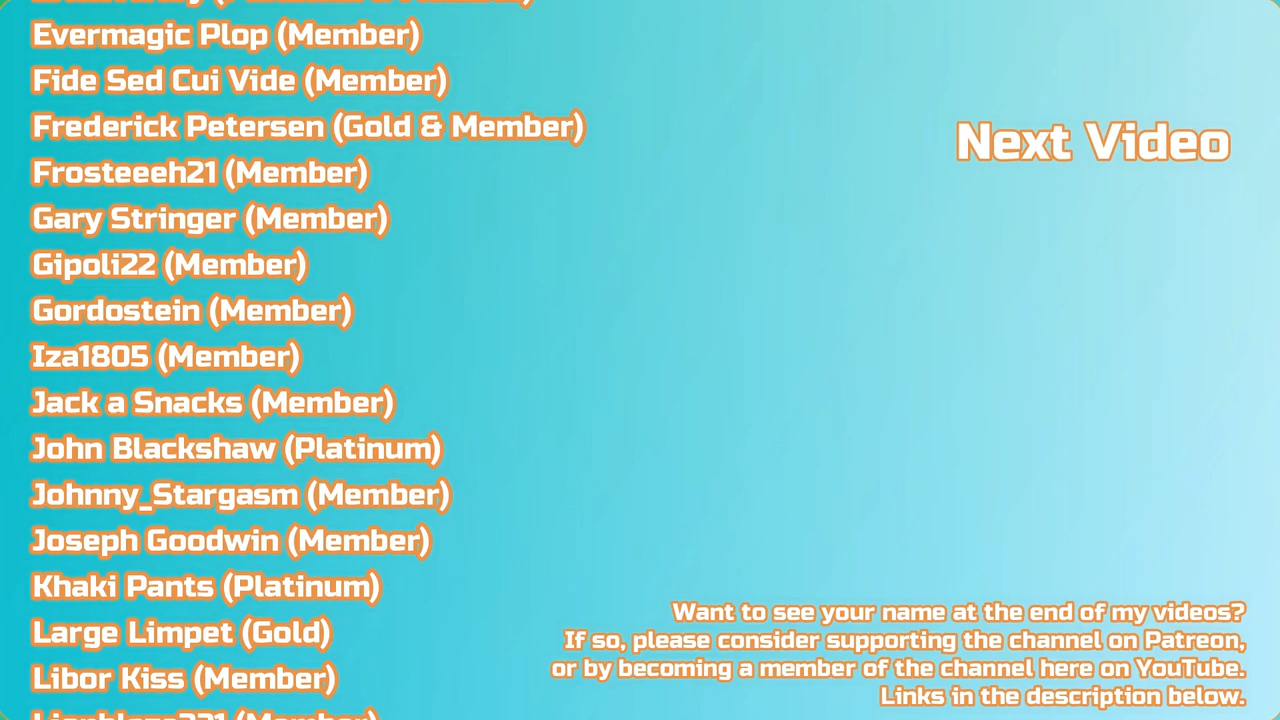 Evermagic Plop (Member)
Fide Sed Cui Vide (Member)
Frederick Petersen (Gold & Member)
Frosteeeh21 (Member)
Gary Stringer (Member)
Gipoli22 (Member)
Gordostein (Member)
Iza1805 (Member)
Jack a Snacks (Member)
John Blackshaw (Platinum)
Johnny_Stargasm (Member)
Joseph Goodwin (Member)
Khaki Pants (Platinum)
Large Limpet (Gold)
Libor Kiss (Member)
Next Video
Want to see your name at the end of my videos?
If so, please consider supporting the channel on Patreon,
or by becoming a member of the channel here on YouTube.
Links in the description below.